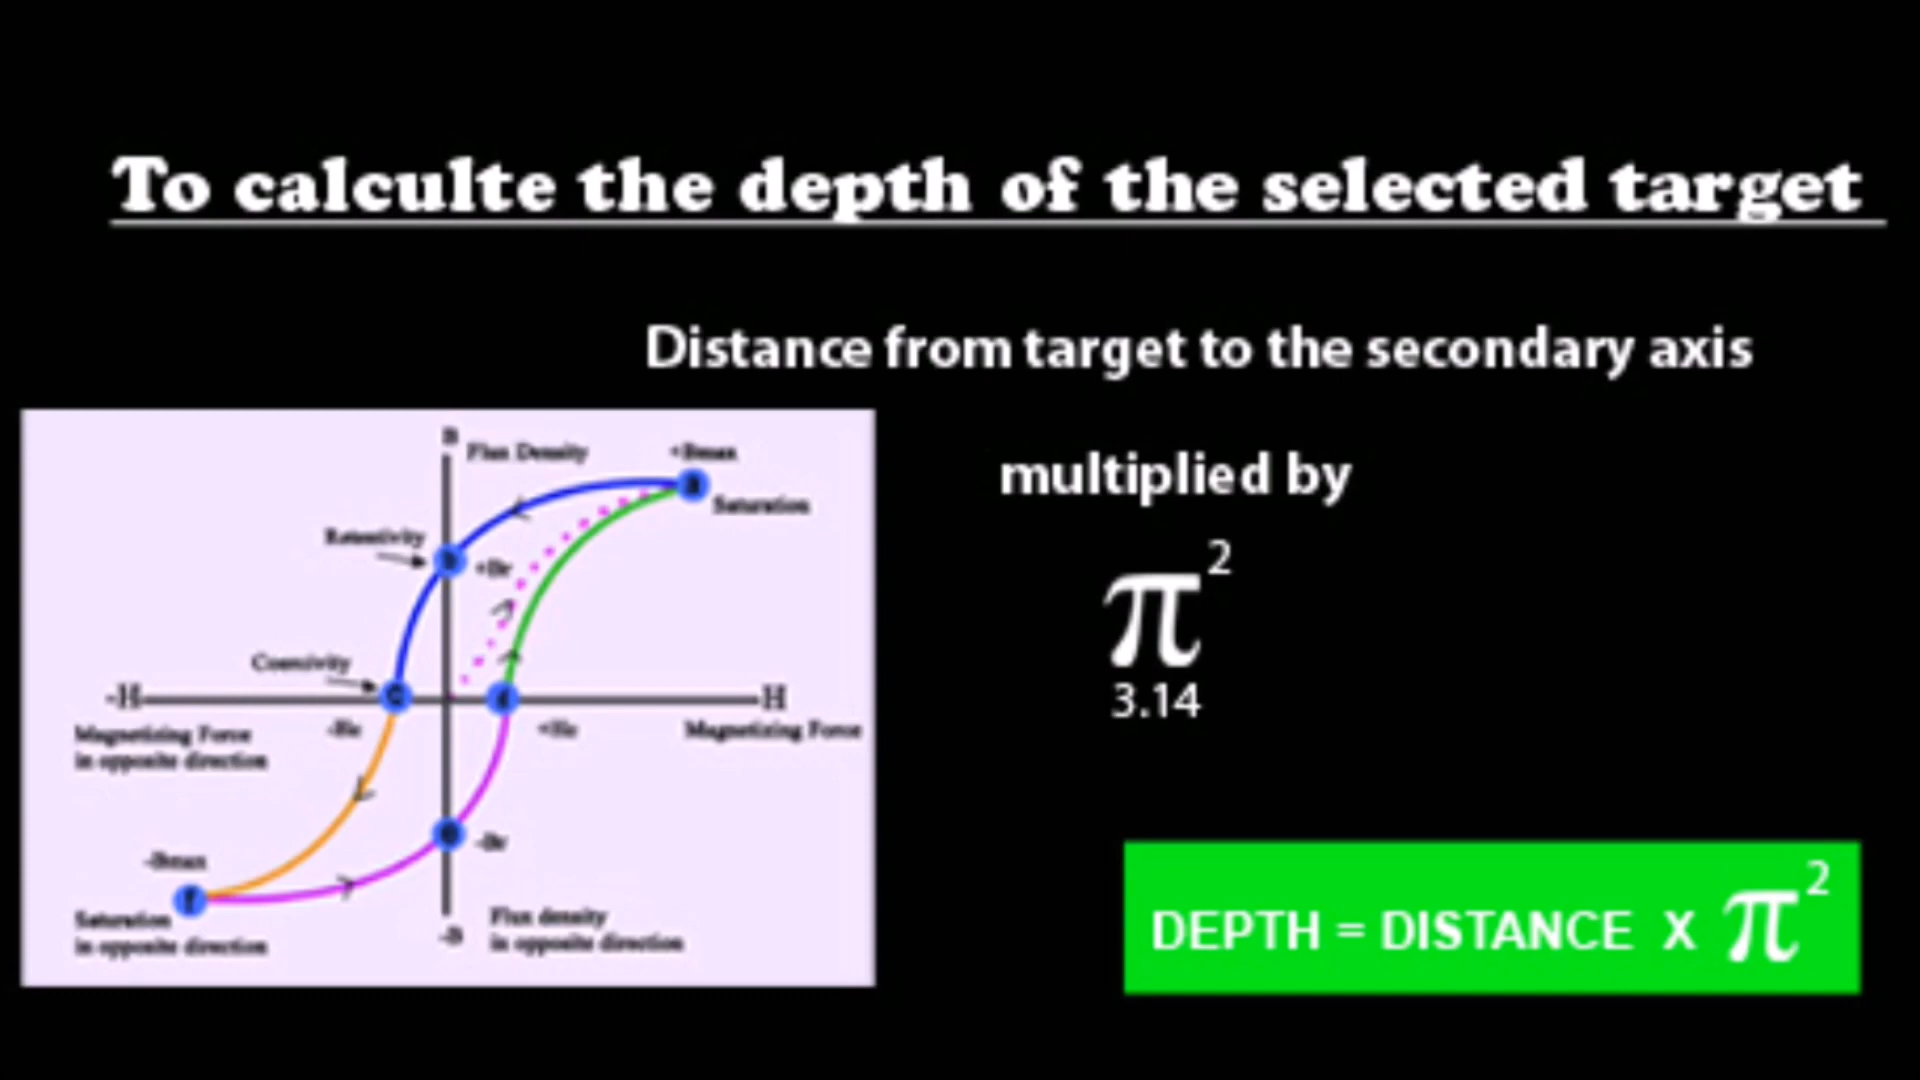 To calculte the depth of the selected target
Distance from target to the secondary axis
multiplied by
π²
3.14
DEPTH = DISTANCE X π²
B
Flux Density
+Bmax
a
Saturation
Retentivity
b
+Br
Coercivity
-H
C
d
H
-Hc
+Hc
Magnetizing Force
in opposite direction
Magnetizing Force
-Br
-Bmax
f
Saturation
in opposite direction
-B
Flux density
in opposite direction